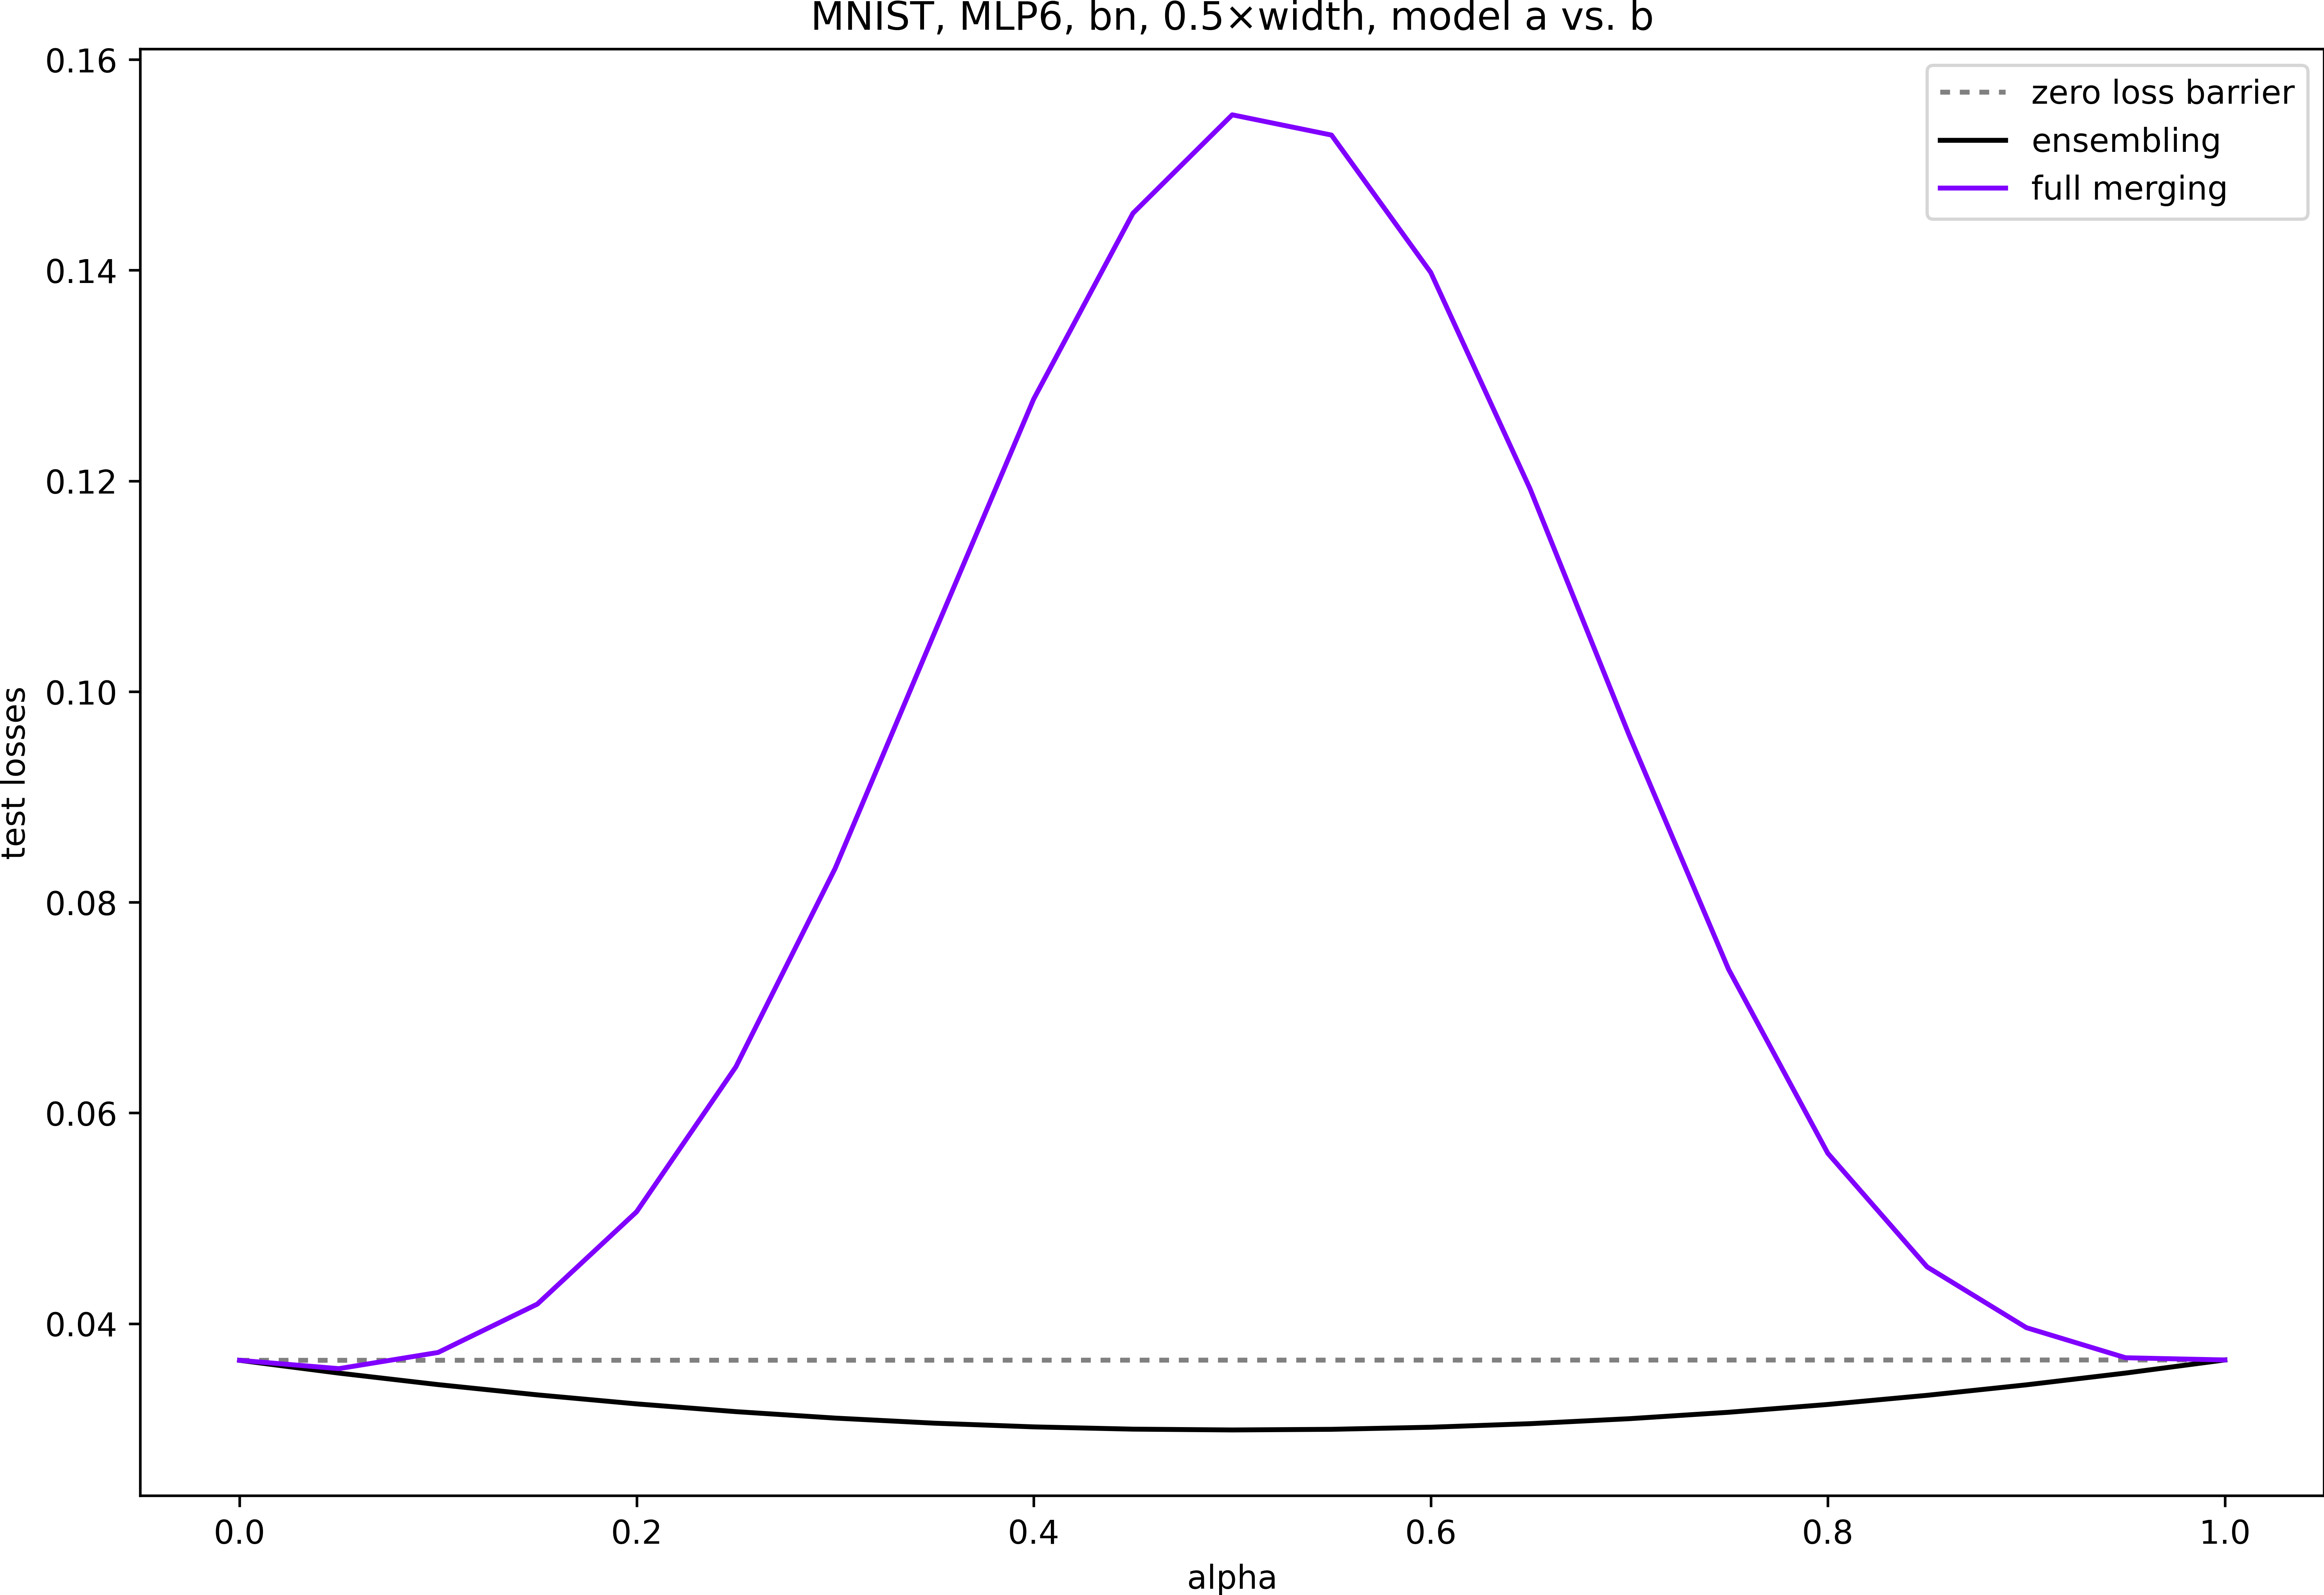 MNIST, MLP6, bn, 0.5×width, model a vs. b
zero loss barrier
ensembling
full merging
test losses
0.16
0.14
0.12
0.10
0.08
0.06
0.04
0.0 0.2 0.4 0.6 0.8 1.0
alpha